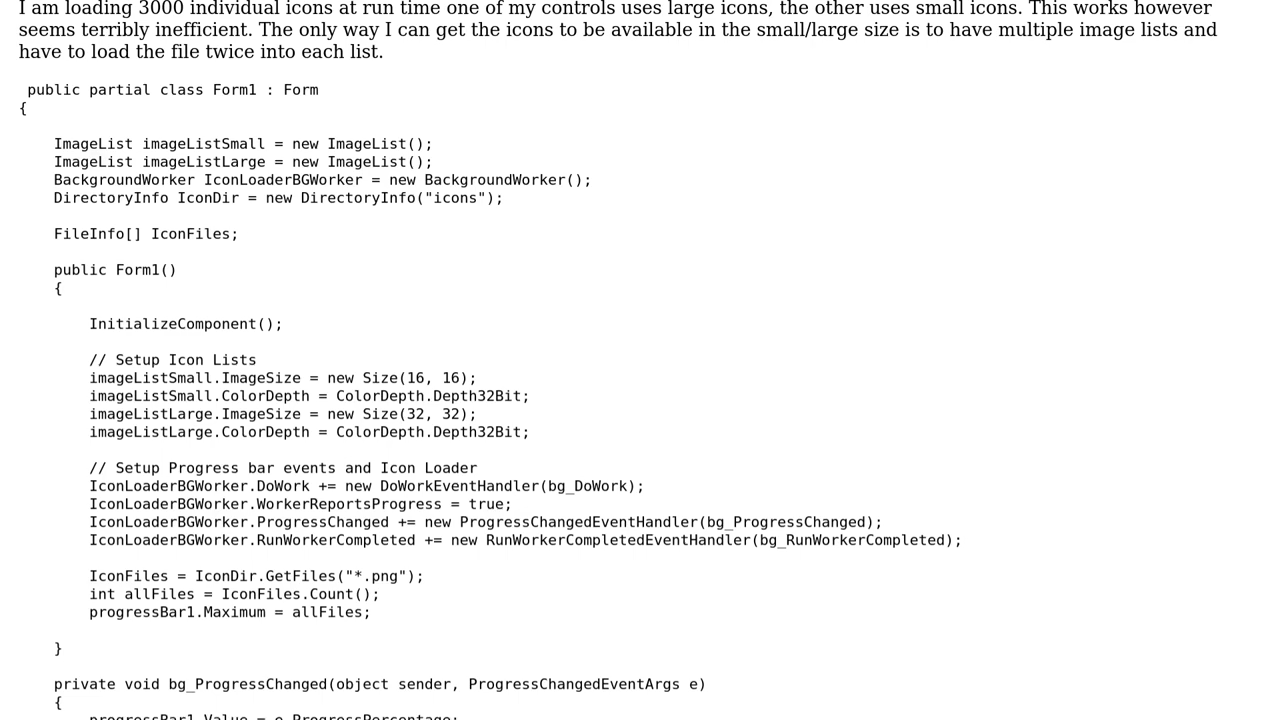 I am loading 3000 individual icons at run time one of my controls uses large icons, the other uses small icons. This works however
seems terribly inefficient. The only way I can get the icons to be available in the small/large size is to have multiple image lists and
have to load the file twice into each list.
public partial class Form1 : Form
{
ImageList imageListSmall = new ImageList();
ImageList imageListLarge = new ImageList();
BackgroundWorker IconLoaderBGWorker = new BackgroundWorker();
DirectoryInfo IconDir = new DirectoryInfo("icons");
FileInfo[] IconFiles;
public Form1()
{
InitializeComponent();
// Setup Icon Lists
imageListSmall.ImageSize = new Size(16, 16);
imageListSmall.ColorDepth = ColorDepth.Depth32Bit;
imageListLarge.ImageSize = new Size(32, 32);
imageListLarge.ColorDepth = ColorDepth.Depth32Bit;
// Setup Progress bar events and Icon Loader
IconLoaderBGWorker.DoWork += new DoWorkEventHandler(bg_DoWork);
IconLoaderBGWorker.WorkerReportsProgress = true;
IconLoaderBGWorker.ProgressChanged += new ProgressChangedEventHandler(bg_ProgressChanged);
IconLoaderBGWorker.RunWorkerCompleted += new RunWorkerCompletedEventHandler(bg_RunWorkerCompleted);
IconFiles = IconDir.GetFiles("*.png");
int allFiles = IconFiles.Count();
progressBar1.Maximum = allFiles;
}
private void bg_ProgressChanged(object sender, ProgressChangedEventArgs e)
{
progressBar1.Value = e.ProgressPercentage;